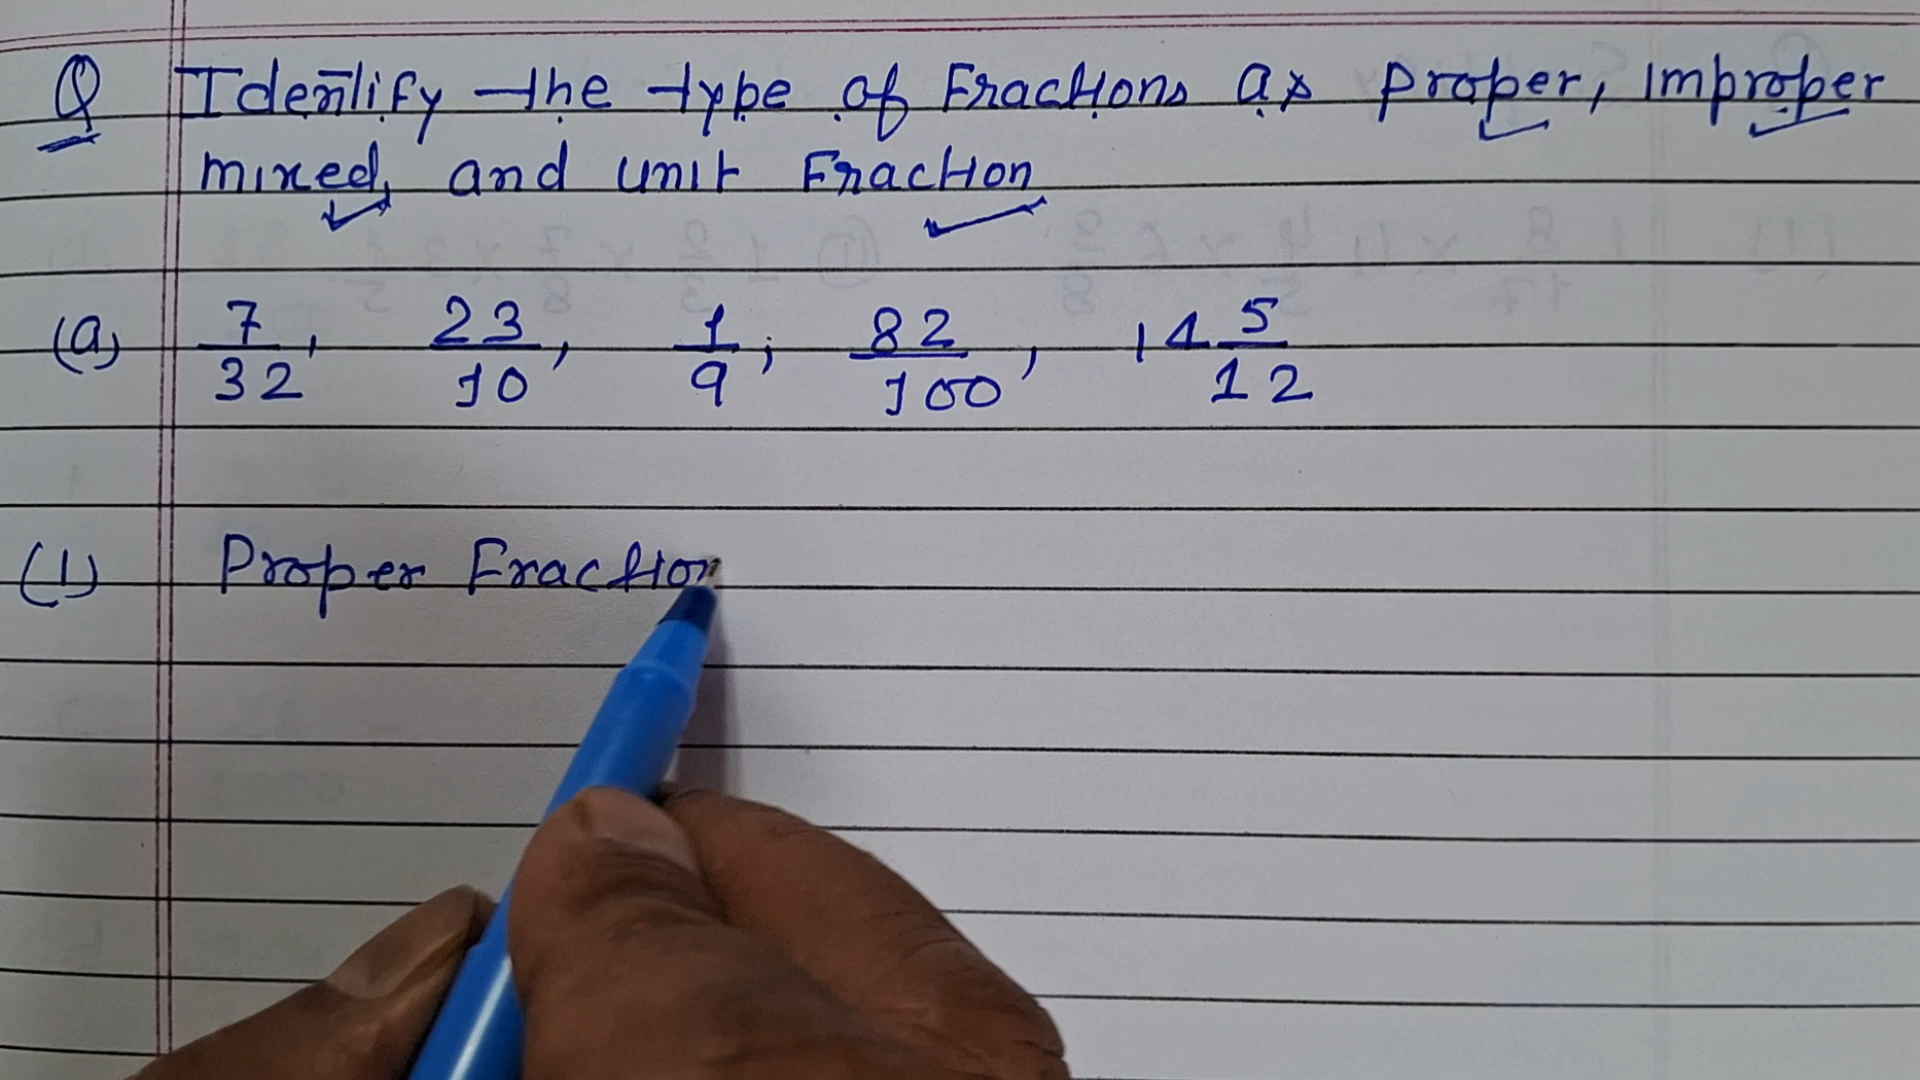 Q Identify the type of Fractions as proper, Improper
mixed, and unit Fraction
(a) 7/32, 23/10, 1/9, 82/100, 14 5/12
(1) Proper Fraction